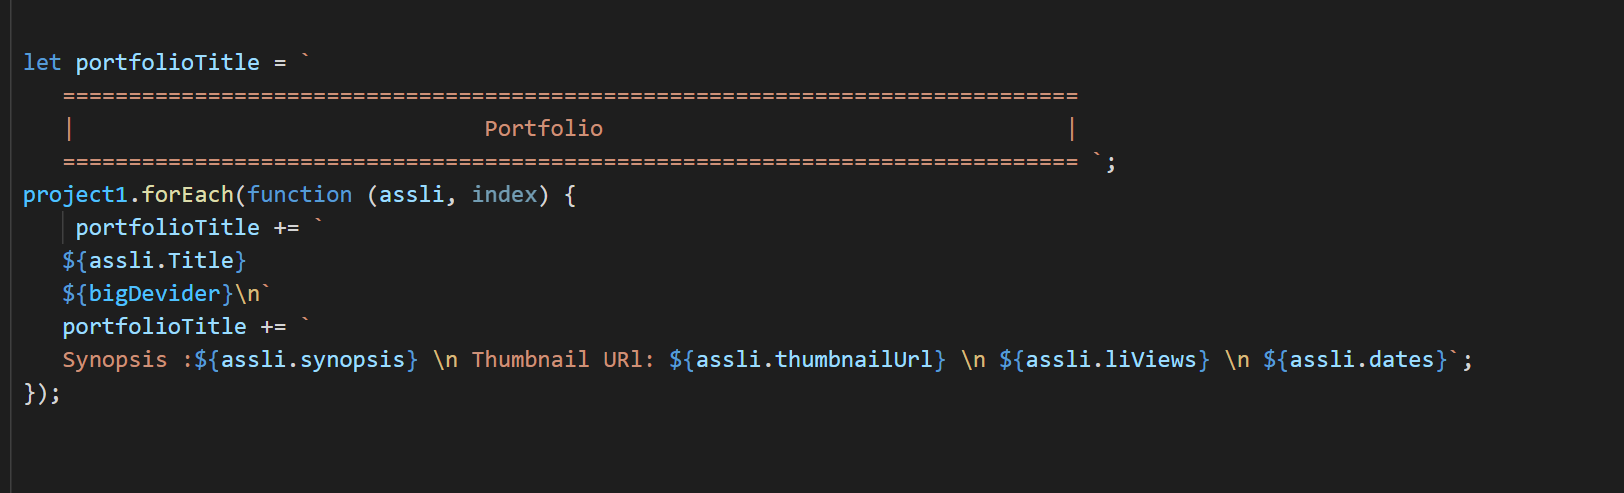 let portfolioTitle = `
   =============================================================================
   |                               Portfolio                                   |
   ============================================================================= `;
project1.forEach(function (assli, index) {
    portfolioTitle += `
   ${assli.Title}
   ${bigDevider}\n`
   portfolioTitle += `
   Synopsis :${assli.synopsis} \n Thumbnail URl: ${assli.thumbnailUrl} \n ${assli.liViews} \n ${assli.dates}`;
});